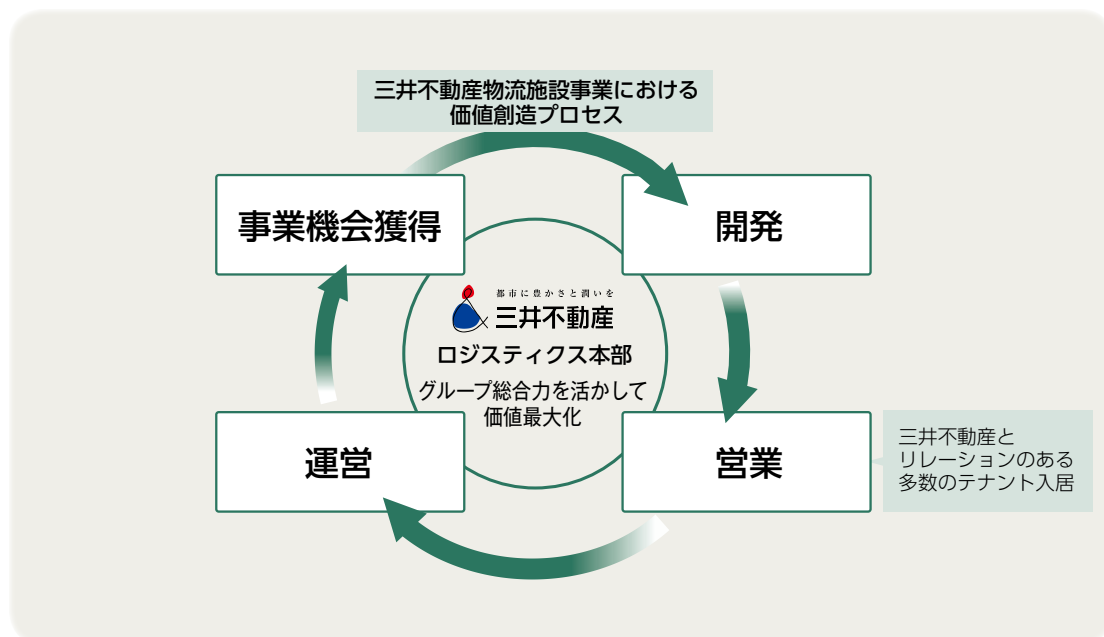 三井不動産物流施設事業における
価値創造プロセス
事業機会獲得
開発
都市に豊かさと潤いを
三井不動産
ロジスティクス本部
グループ総合力を活かして
価値最大化
運営
営業
三井不動産と
リレーションのある
多数のテナント入居